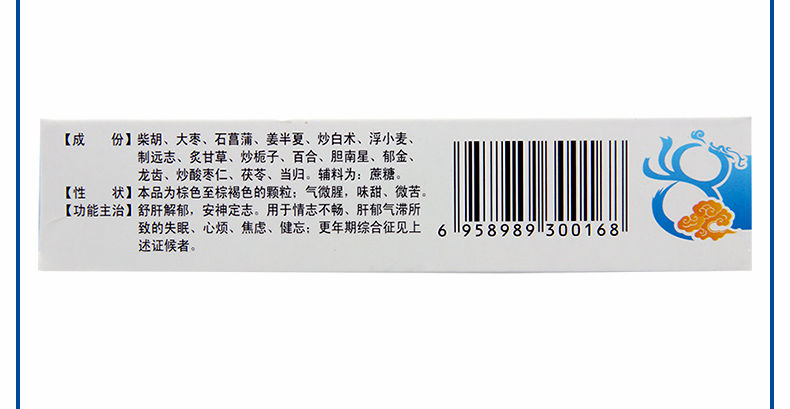 【成　　份】柴胡、大枣、石菖蒲、姜半夏、炒白术、浮小麦、
制远志、炙甘草、炒栀子、百合、胆南星、郁金、
龙齿、炒酸枣仁、茯苓、当归。辅料为：蔗糖。
【性　　状】本品为棕色至棕褐色的颗粒；气微腥，味甜、微苦。
【功能主治】舒肝解郁，安神定志。用于情志不畅、肝郁气滞所
致的失眠、心烦、焦虑、健忘；更年期综合征见上
述证候者。
6 958989 300168